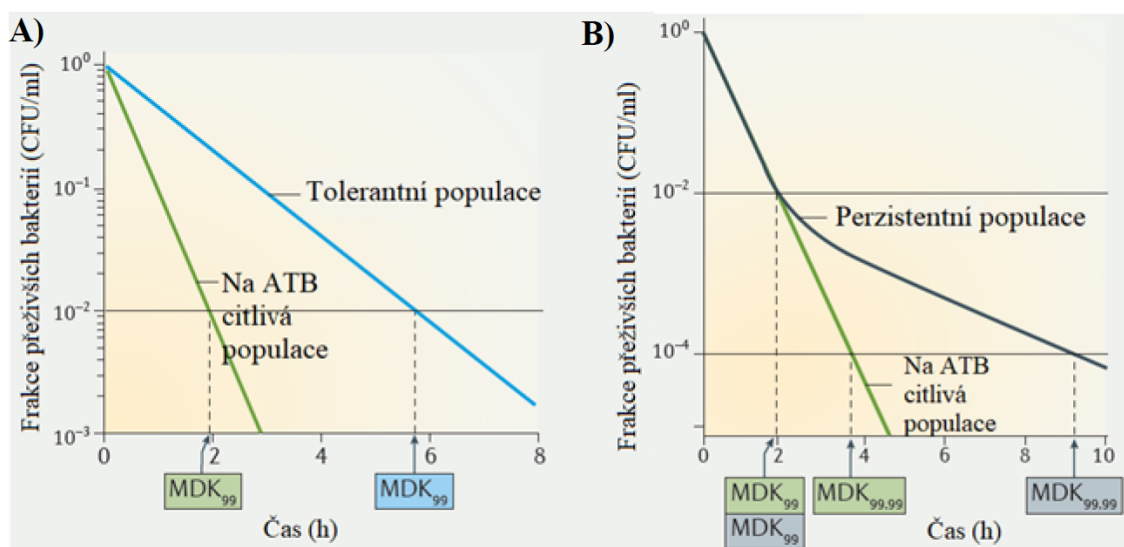 A)
Frakce přeživších bakterií (CFU/ml)
10⁰
10⁻¹
10⁻²
10⁻³
Tolerantní populace
Na ATB
citlivá
populace
0
2
4
6
8
MDK₉₉
MDK₉₉
Čas (h)
B)
Frakce přeživších bakterií (CFU/ml)
10⁰
10⁻²
10⁻⁴
Perzistentní populace
Na ATB
citlivá
populace
0
2
4
6
8
10
MDK₉₉
MDK₉₉.₉₉
MDK₉₉.₉₉
MDK₉₉
Čas (h)